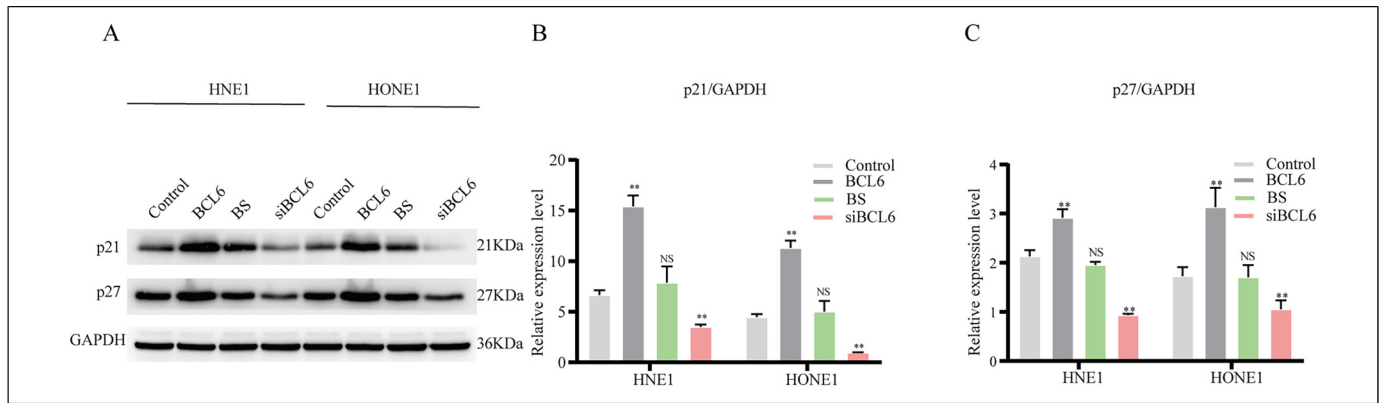 A
HNE1 HONE1
Control BCL6 BS siBCL6 Control BCL6 BS siBCL6
p21 21KDa
p27 27KDa
GAPDH 36KDa
B
p21/GAPDH
Relative expression level
20
15
10
5
0
Control
BCL6
BS
siBCL6
** NS ** ** NS **
HNE1 HONE1
C
p27/GAPDH
Relative expression level
4
3
2
1
0
Control
BCL6
BS
siBCL6
** NS ** ** NS **
HNE1 HONE1